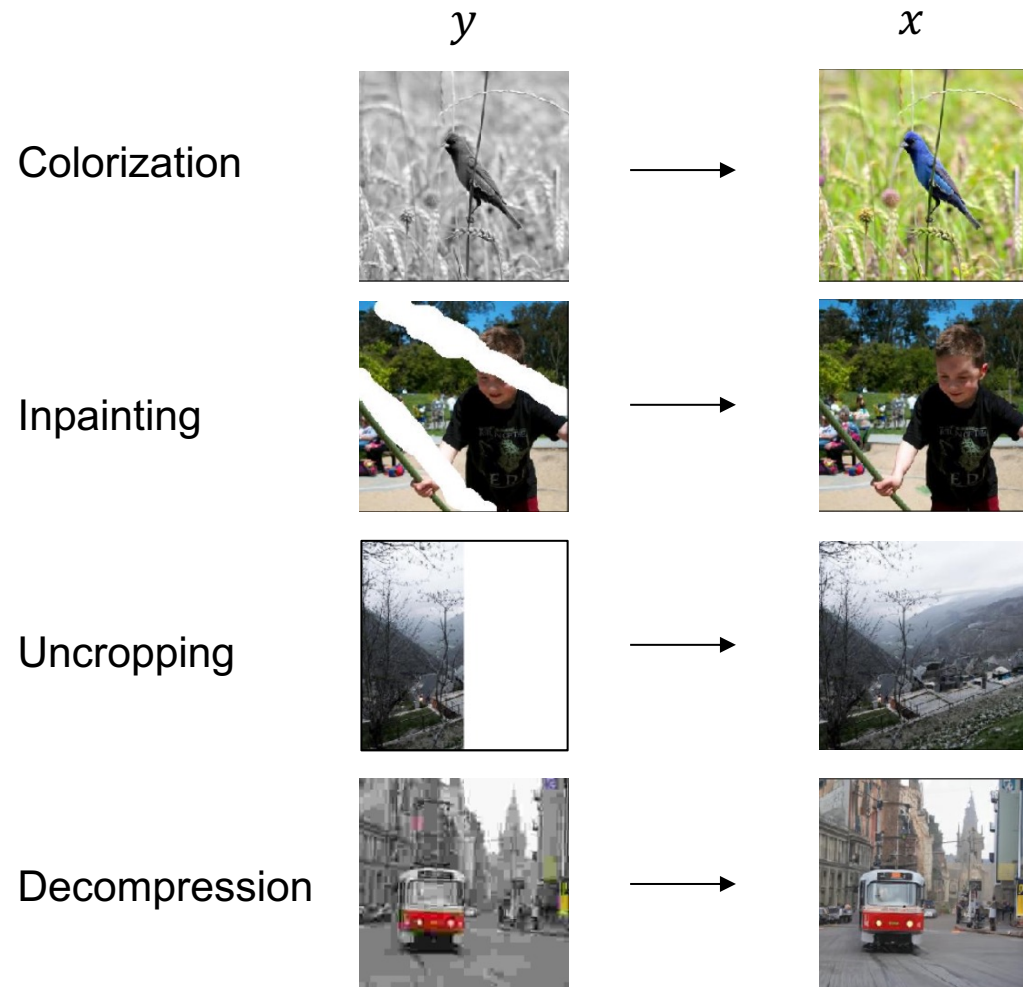 y x
Colorization
Inpainting
Uncropping
Decompression